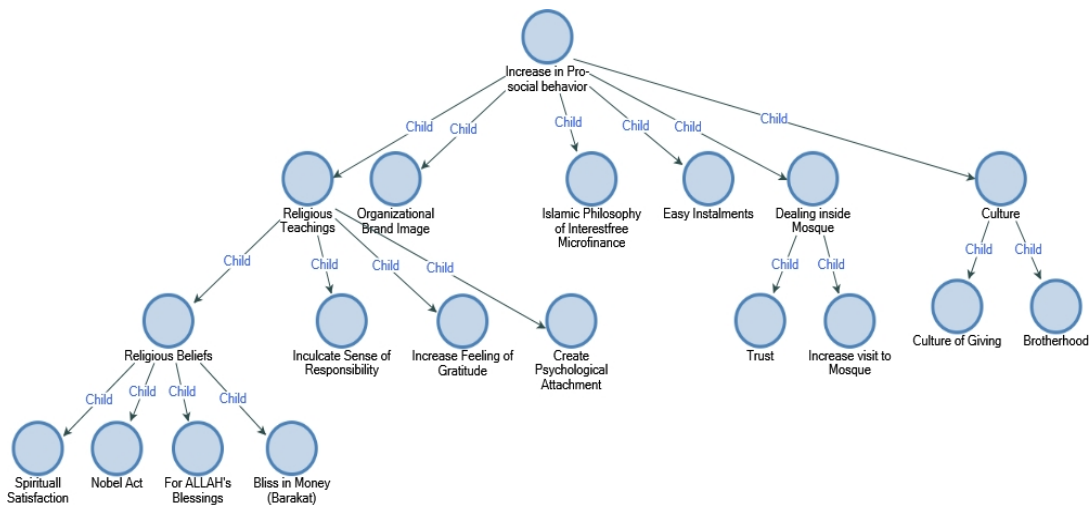 Increase in Pro-
social behavior
Child
Child
Child
Child
Child
Child
Religious
Teachings
Organizational
Brand Image
Islamic Philosophy
of Interestfree
Microfinance
Easy Instalments
Dealing inside
Mosque
Culture
Child
Child
Child
Child
Child
Child
Child
Child
Religious Beliefs
Inculcate Sense of
Responsibility
Increase Feeling of
Gratitude
Create
Psychological
Attachment
Trust
Increase visit to
Mosque
Culture of Giving
Brotherhood
Child
Child
Child
Child
Spirituall
Satisfaction
Nobel Act
For ALLAH's
Blessings
Bliss in Money
(Barakat)